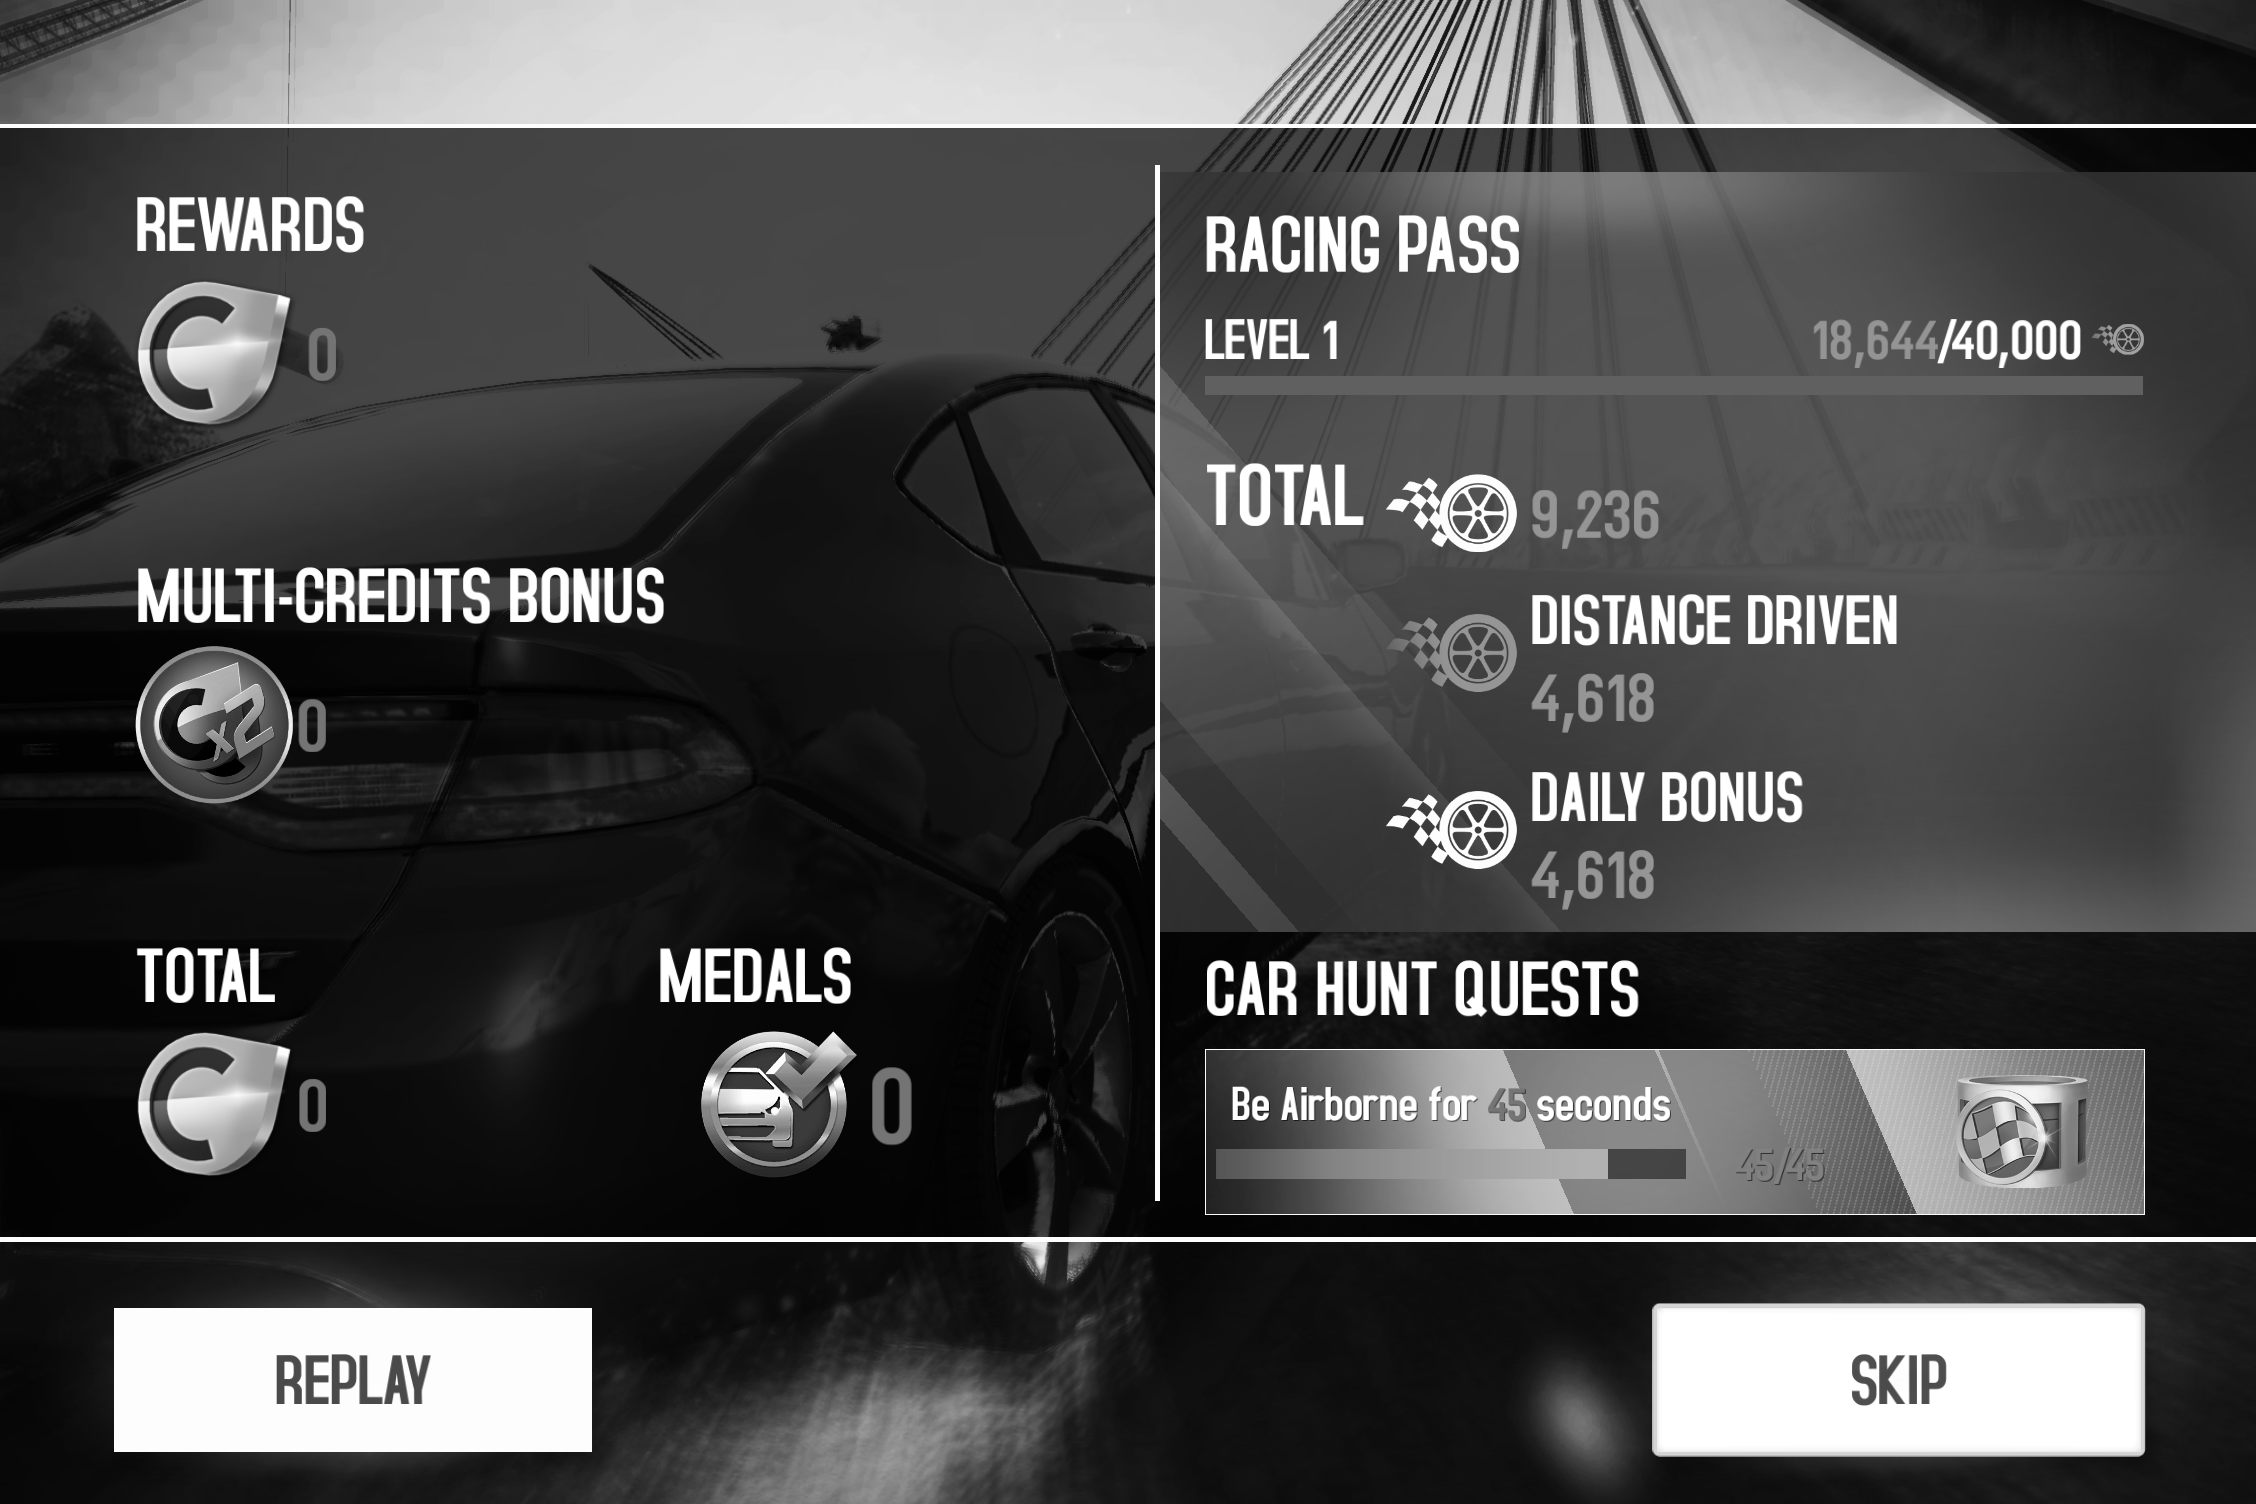 REWARDS
0
MULTI-CREDITS BONUS
Cx2 0
TOTAL
0
MEDALS
0
RACING PASS
LEVEL 1 18,644/40,000
TOTAL 9,236
DISTANCE DRIVEN
4,618
DAILY BONUS
4,618
CAR HUNT QUESTS
Be Airborne for 45 seconds
45/45
REPLAY
SKIP